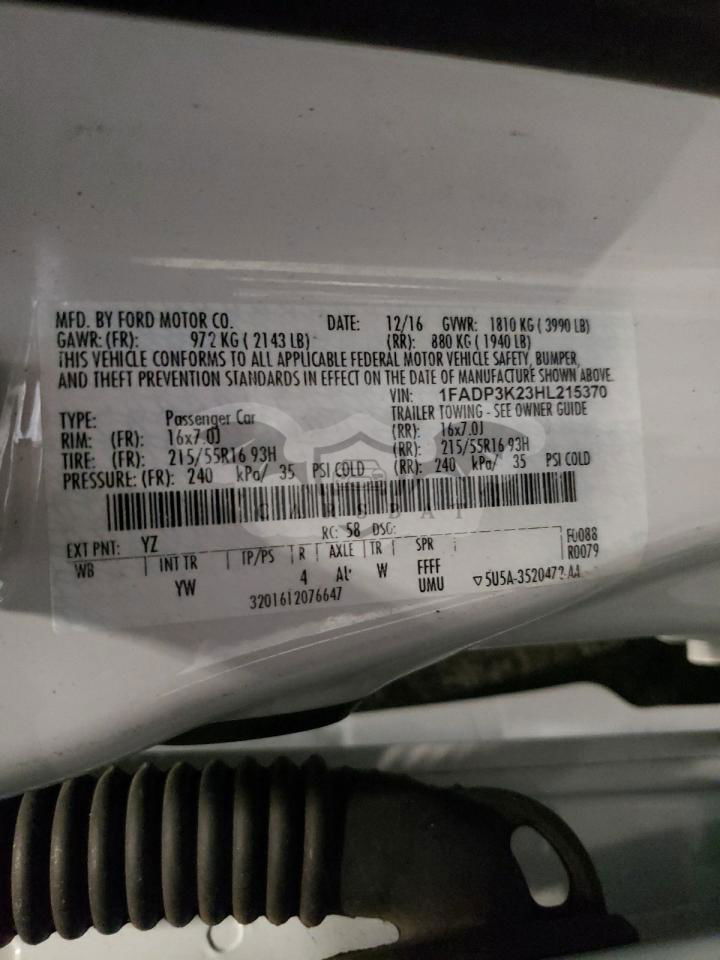 MFD. BY FORD MOTOR CO. DATE: 12/16 GVWR: 1810 KG ( 3990 LB)
GAWR: (FR): 972 KG ( 2143 LB) (RR): 880 KG ( 1940 LB)
THIS VEHICLE CONFORMS TO ALL APPLICABLE FEDERAL MOTOR VEHICLE SAFETY, BUMPER,
AND THEFT PREVENTION STANDARDS IN EFFECT ON THE DATE OF MANUFACTURE SHOWN ABOVE.
VIN: 1FADP3K23HL215370
TYPE: Passenger Car TRAILER TOWING - SEE OWNER GUIDE
RIM: (FR): 16x7.0J (RR): 16x7.0J
TIRE: (FR): 215/55R16 93H (RR): 215/55R16 93H
PRESSURE: (FR): 240 kPa/ 35 PSI COLD (RR): 240 kPa/ 35 PSI COLD
RC: 58 DSO:
EXT PNT: YZ F0088
WB INT TR TP/PS R AXLE TR SPR R0079
YW 4 W FFFF
UMU ▽5U5A-3520472-AA
3201612076647